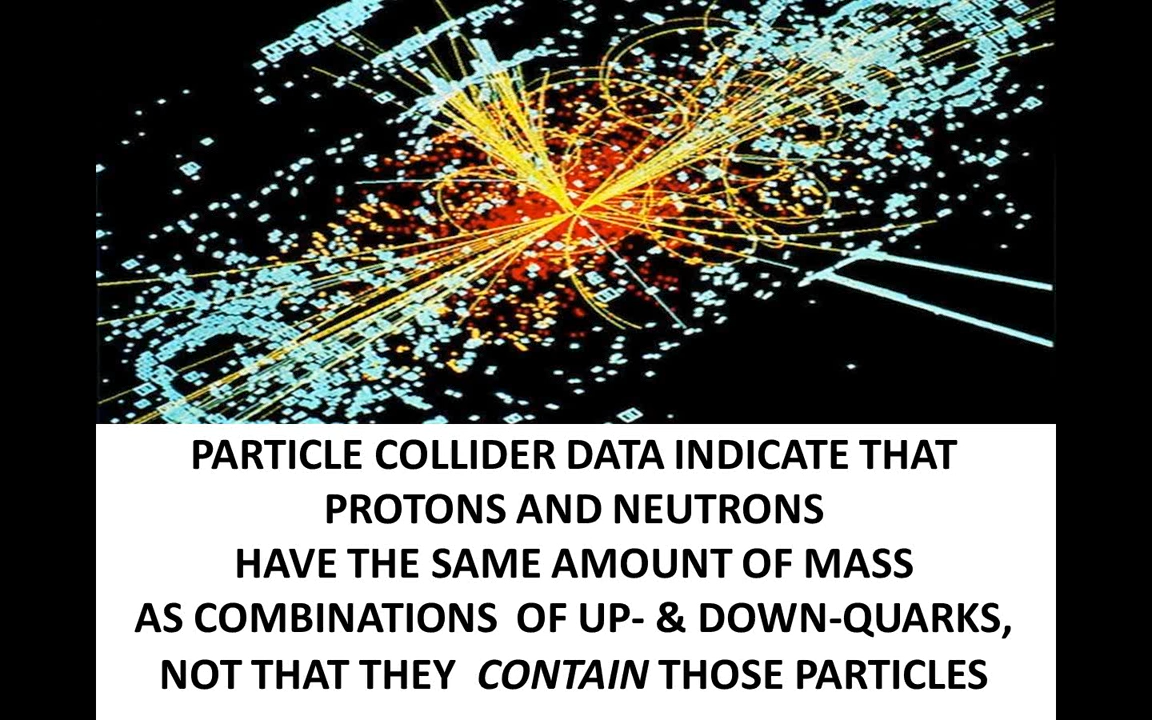 PARTICLE COLLIDER DATA INDICATE THAT
PROTONS AND NEUTRONS
HAVE THE SAME AMOUNT OF MASS
AS COMBINATIONS OF UP- & DOWN-QUARKS,
NOT THAT THEY CONTAIN THOSE PARTICLES